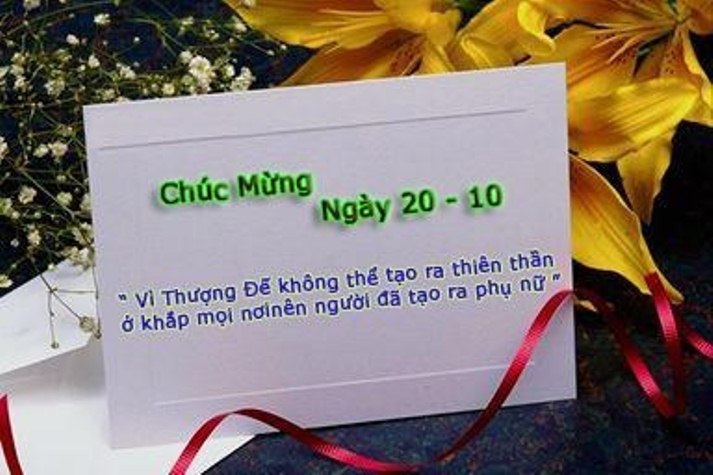 Chúc Mừng
Ngày 20 - 10
“ Vì Thượng Đế không thể tạo ra thiên thần
ở khắp mọi nơinên người đã tạo ra phụ nữ ”